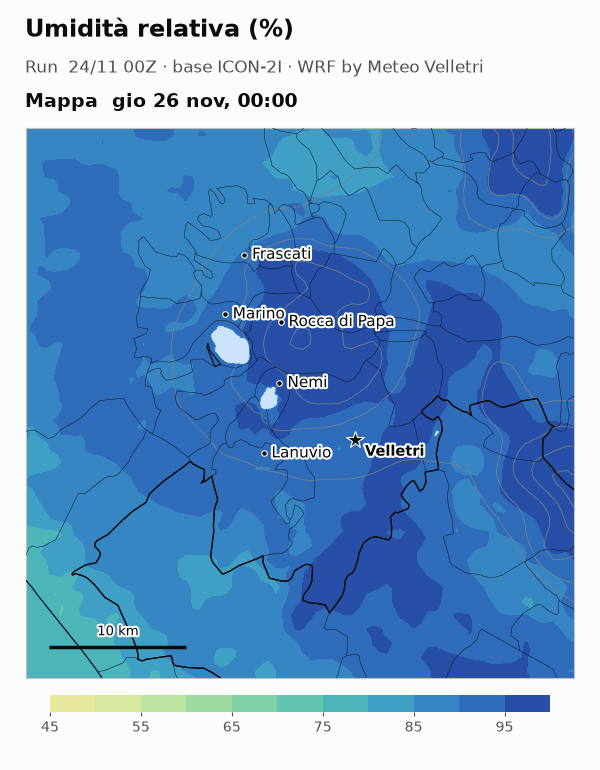 Umidità relativa (%)
Run  24/11 00Z · base ICON-2I · WRF by Meteo Velletri
Mappa  gio 26 nov, 00:00
Frascati
Marino
Rocca di Papa
Nemi
Lanuvio
Velletri
10 km
45 55 65 75 85 95